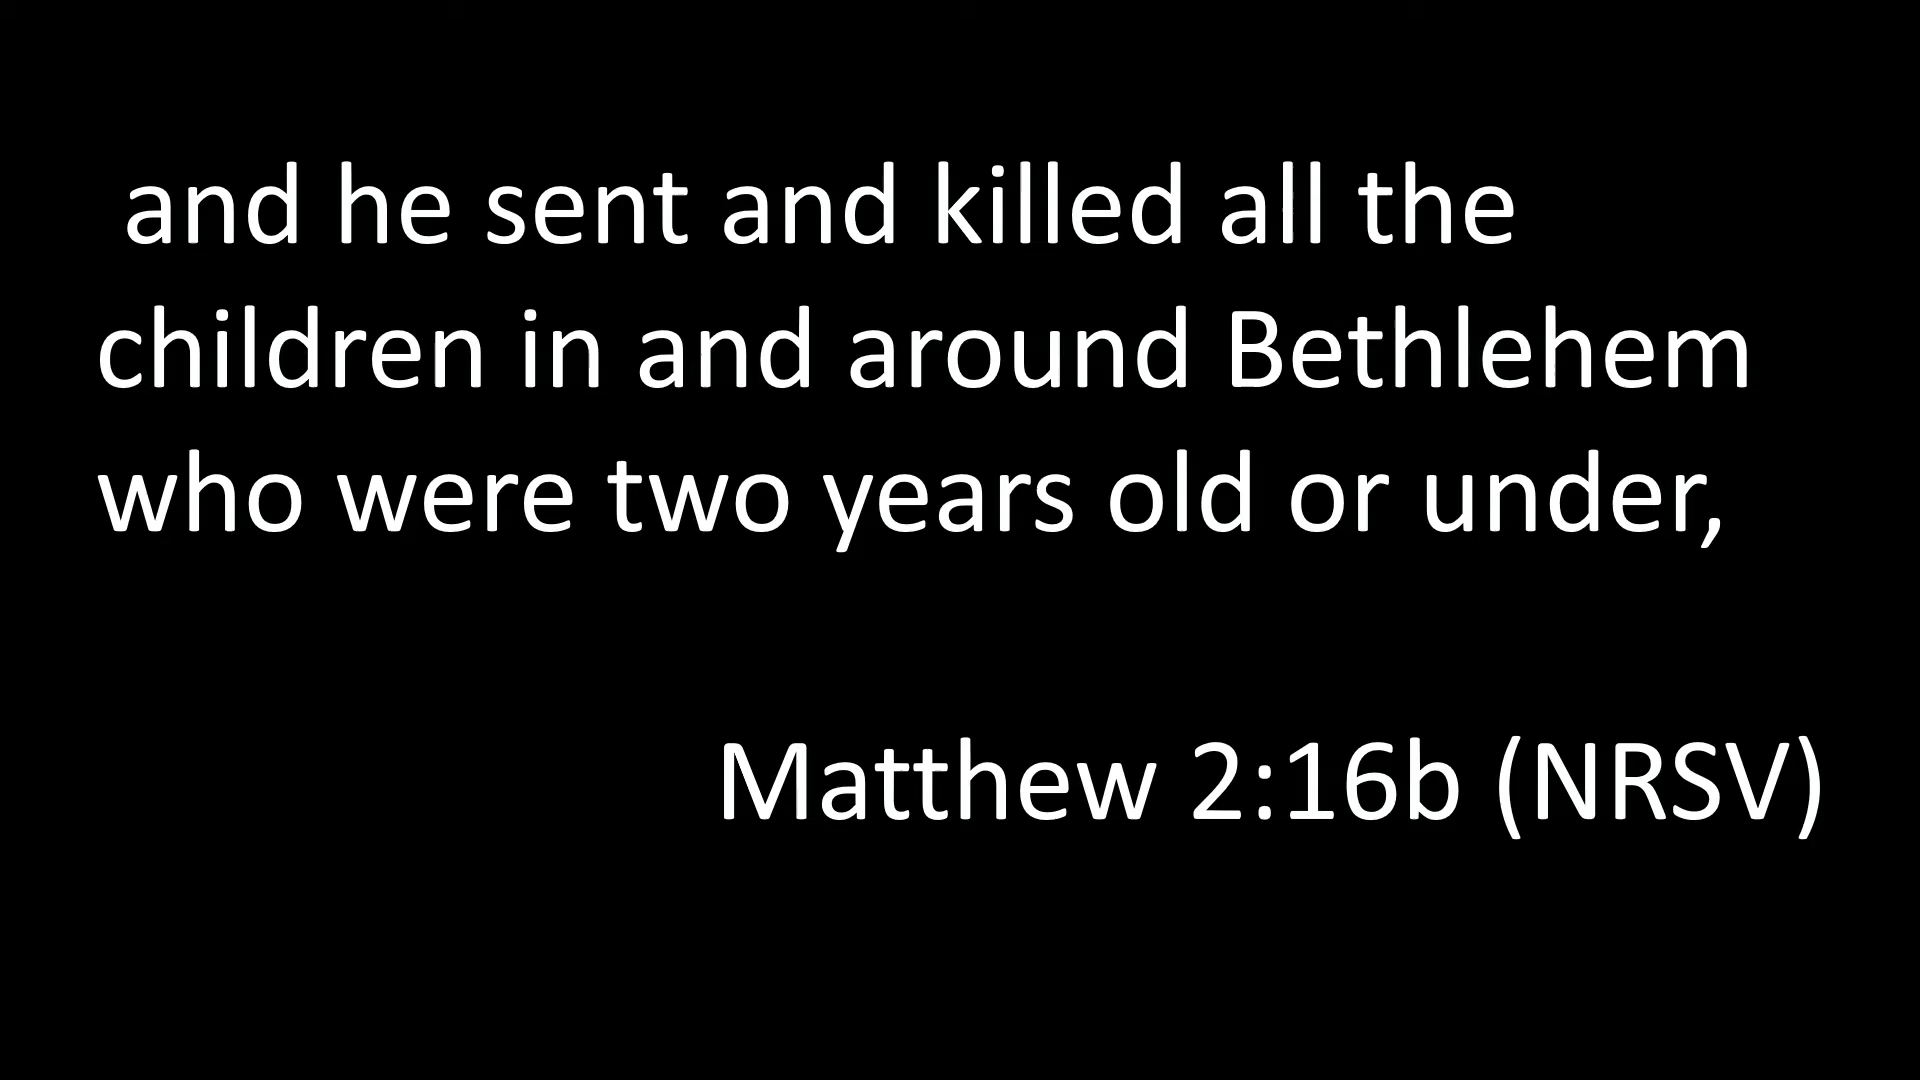 and he sent and killed all the
children in and around Bethlehem
who were two years old or under,
Matthew 2:16b (NRSV)